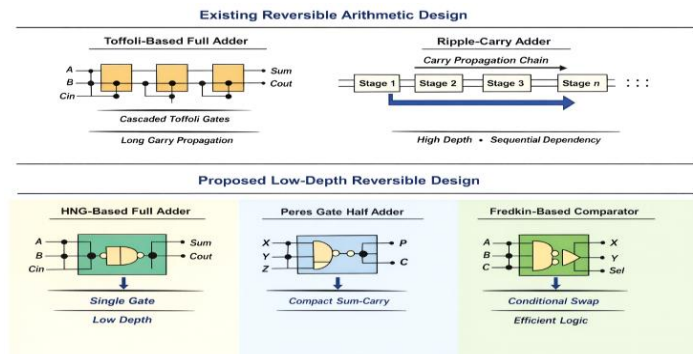 Existing Reversible Arithmetic Design
Toffoli-Based Full Adder
A
B
Cin
Sum
Cout
Cascaded Toffoli Gates
Long Carry Propagation
Ripple-Carry Adder
Carry Propagation Chain
Stage 1
Stage 2
Stage 3
Stage n
High Depth • Sequential Dependency
Proposed Low-Depth Reversible Design
HNG-Based Full Adder
A
B
Cin
Sum
Cout
Single Gate
Low Depth
Peres Gate Half Adder
X
Y
Z
P
C
Compact Sum-Carry
Fredkin-Based Comparator
A
B
C
X
Y
Sel
Conditional Swap
Efficient Logic